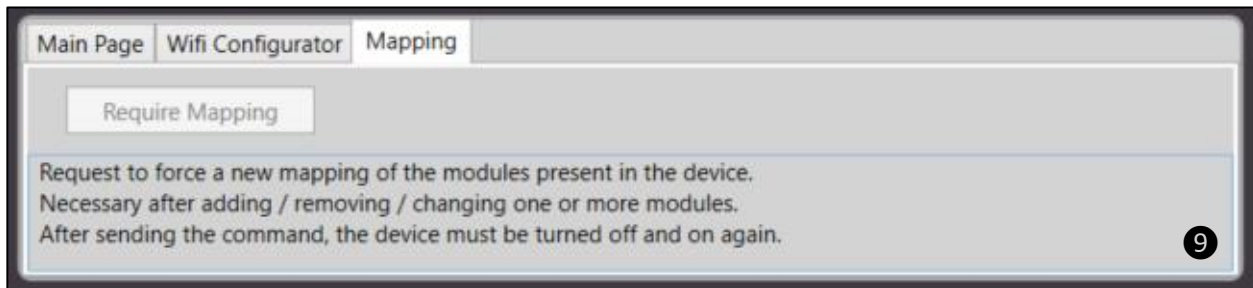 Main Page Wifi Configurator Mapping
Require Mapping
Request to force a new mapping of the modules present in the device.
Necessary after adding / removing / changing one or more modules.
After sending the command, the device must be turned off and on again.
9